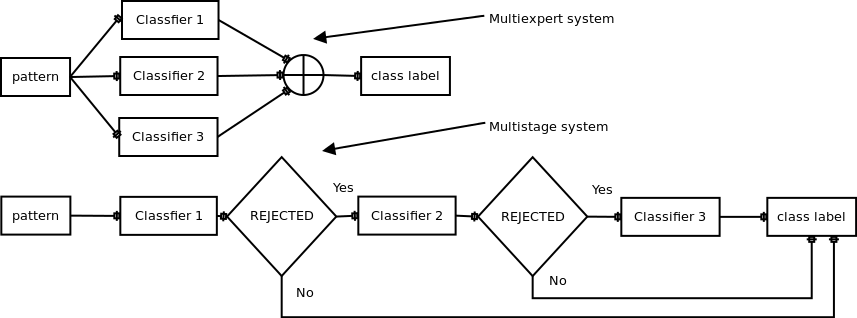 Classfier 1
Multiexpert system
pattern
Classifier 2
class label
Classifier 3
Multistage system
pattern
Classfier 1
REJECTED
Yes
Classifier 2
REJECTED
Yes
Classifier 3
class label
No
No